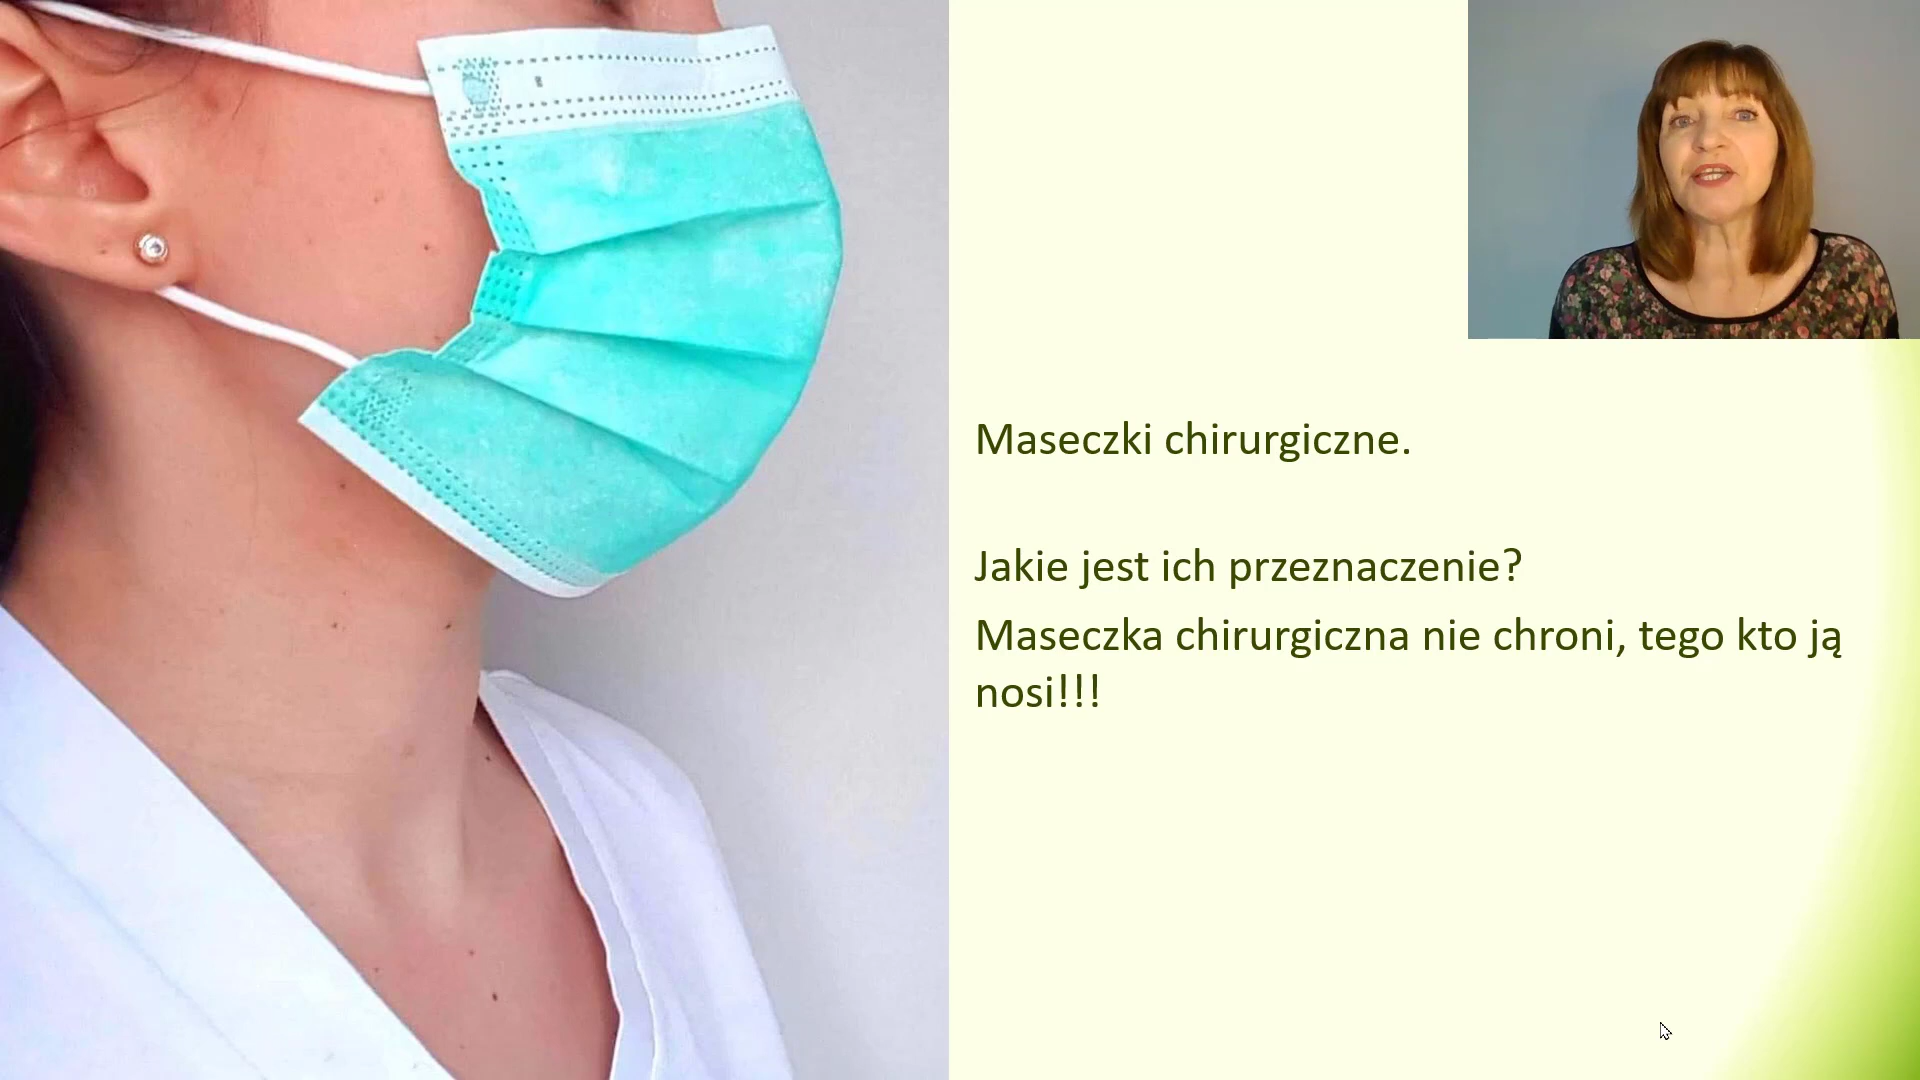 Maseczki chirurgiczne.
Jakie jest ich przeznaczenie?
Maseczka chirurgiczna nie chroni, tego kto ją
nosi!!!